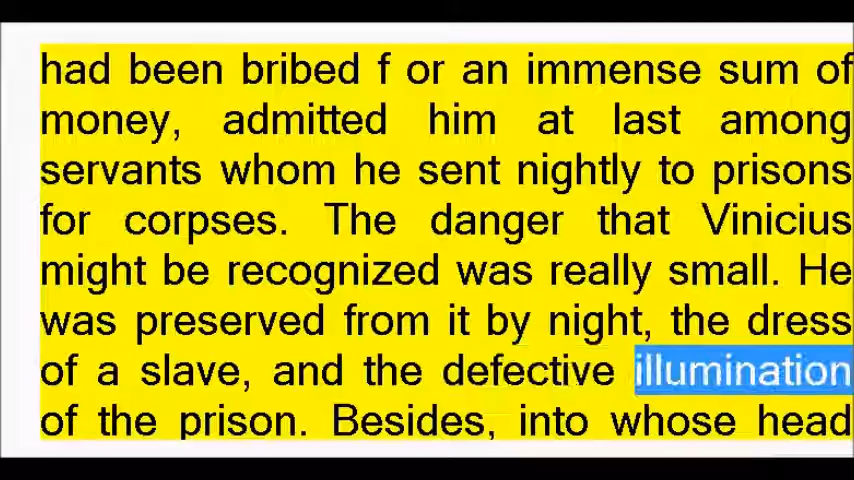 had been bribed f or an immense sum of
money, admitted him at last among
servants whom he sent nightly to prisons
for corpses. The danger that Vinicius
might be recognized was really small. He
was preserved from it by night, the dress
of a slave, and the defective illumination
of the prison. Besides, into whose head